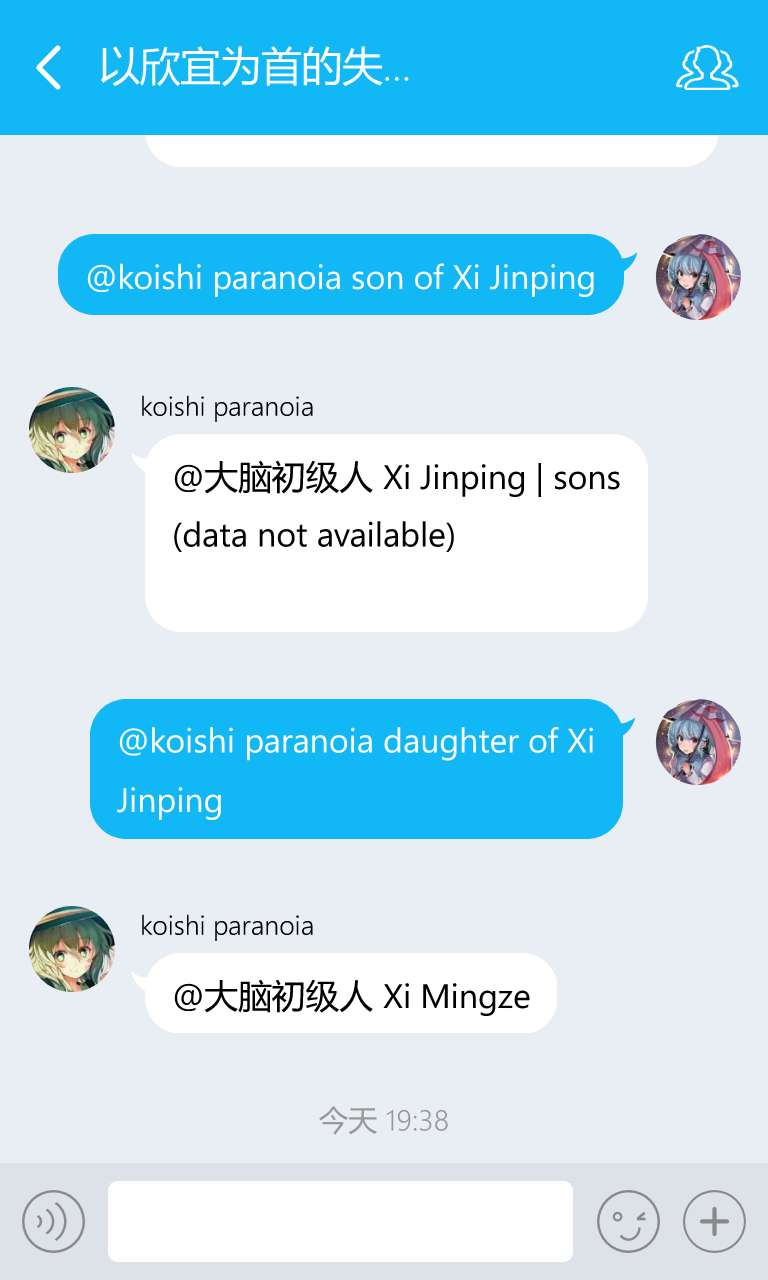 以欣宜为首的失...
@koishi paranoia son of Xi Jinping
koishi paranoia
@大脑初级人 Xi Jinping | sons
(data not available)
@koishi paranoia daughter of Xi
Jinping
koishi paranoia
@大脑初级人 Xi Mingze
今天 19:38